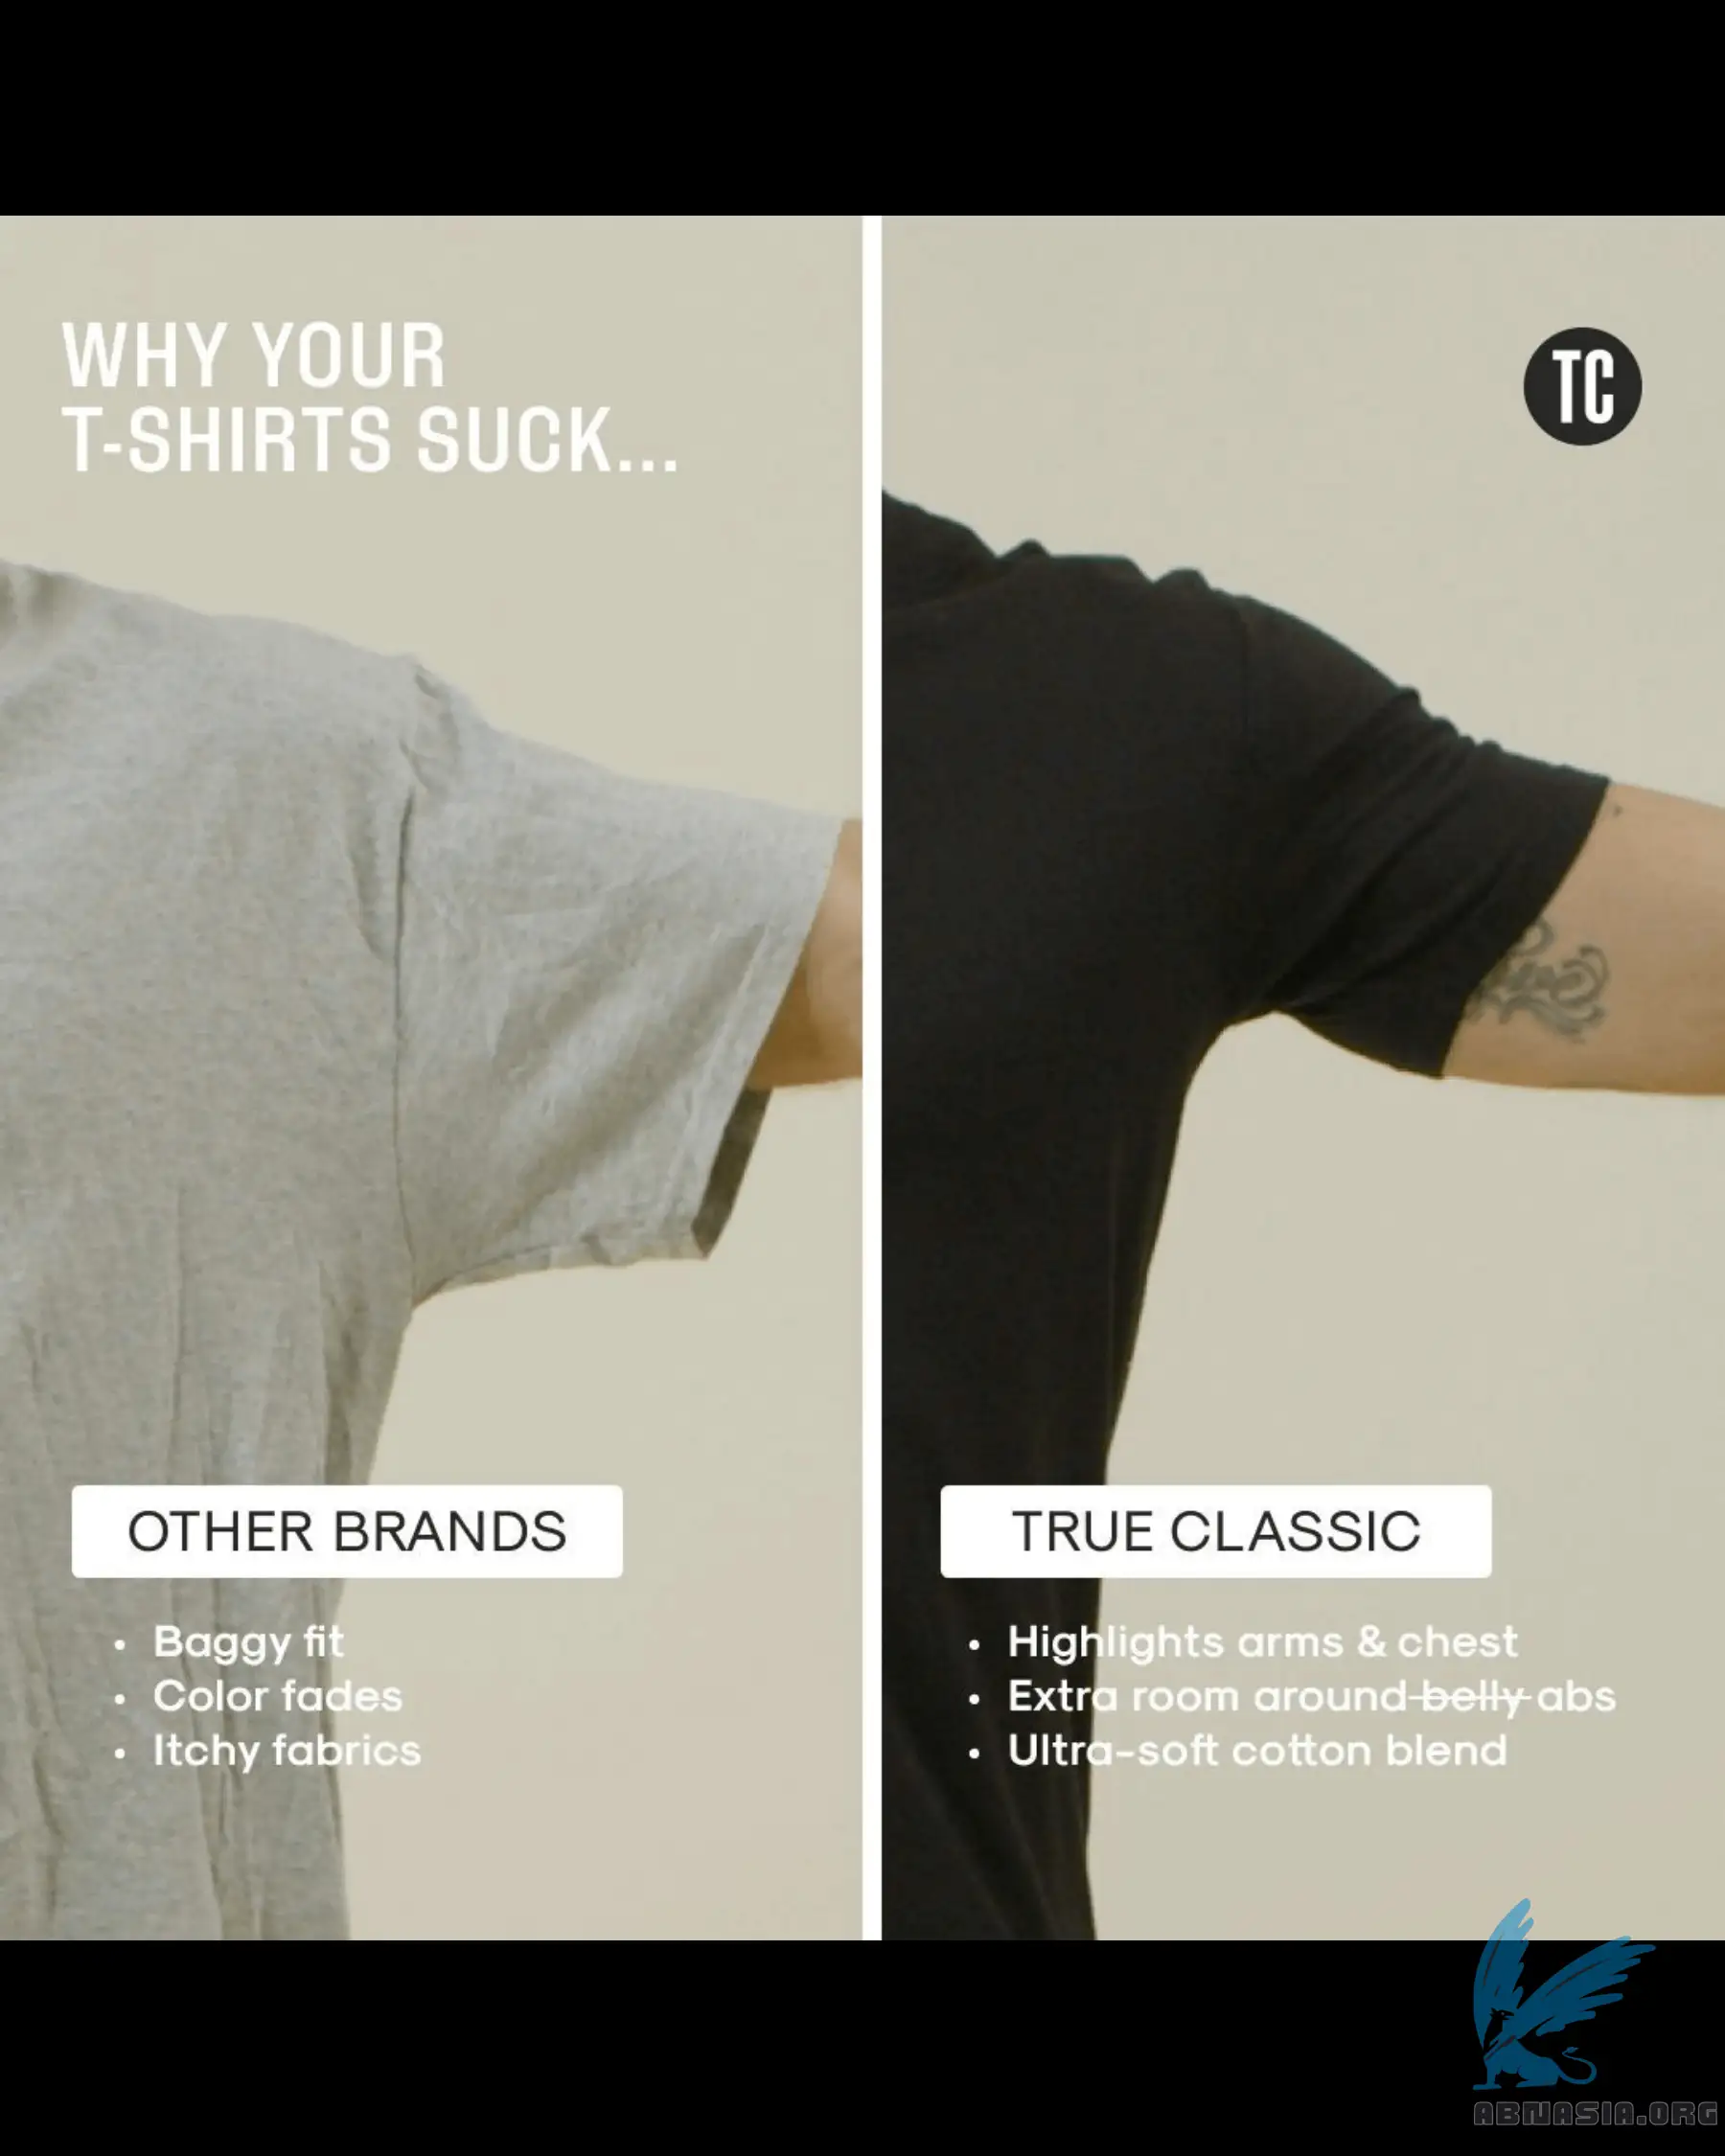 WHY YOUR
T-SHIRTS SUCK...
TC
OTHER BRANDS
• Baggy fit
• Color fades
• Itchy fabrics
TRUE CLASSIC
• Highlights arms & chest
• Extra room around belly abs
• Ultra-soft cotton blend
ABNASIA.ORG